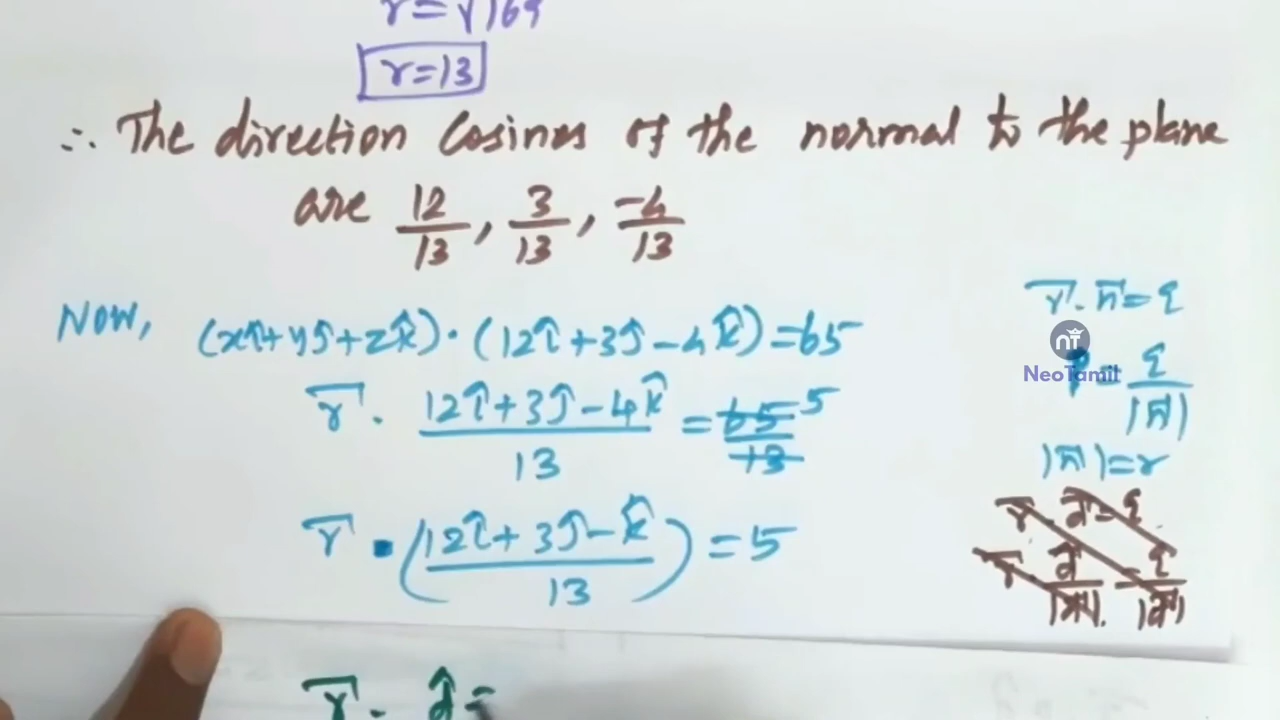 r = √169
r = 13
∴ The direction Cosines of the normal to the plane
are 12/13, 3/13, -4/13
Now, (xî+yĵ+zk̂)·(12î+3ĵ-4k̂)=65
r̄ · (12î+3ĵ-4k̂)/13 = 65/13 5
r̄ · ((12î+3ĵ-k̂)/13) = 5
r̄ · d̂ =
r̄·n̄=q
NeoTamil
P = q/|n̄|
|n̄|=r